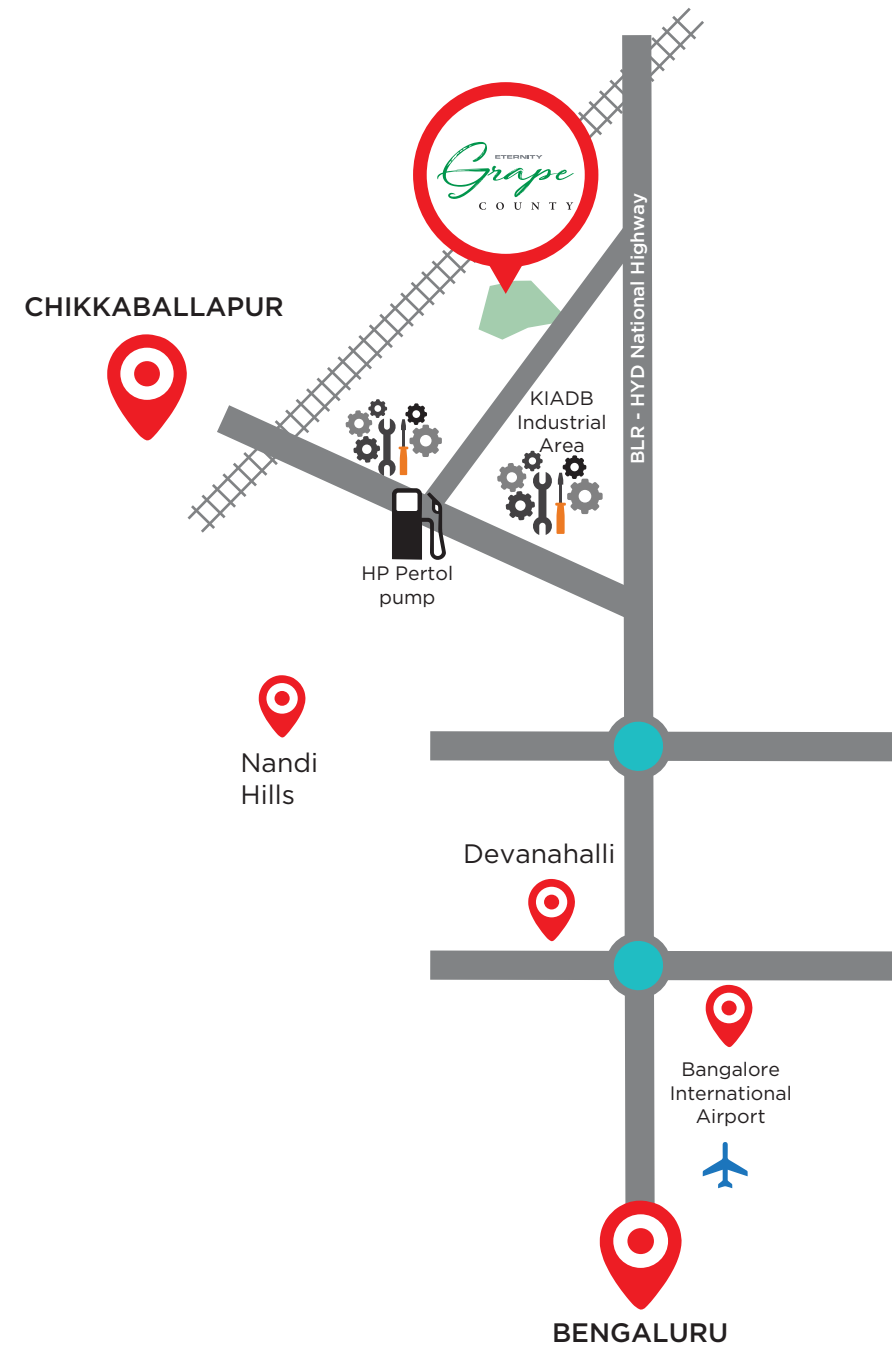 ETERNITY
Grape
COUNTY
BLR - HYD National Highway
CHIKKABALLAPUR
KIADB
Industrial
Area
HP Pertol
pump
Nandi
Hills
Devanahalli
Bangalore
International
Airport
BENGALURU